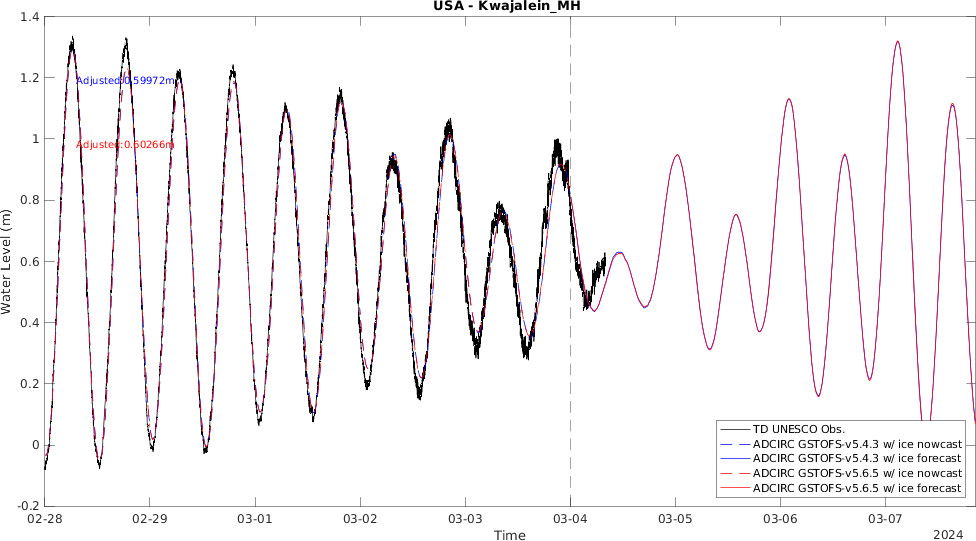 USA - Kwajalein_MH
1.4
1.2
1
0.8
0.6
0.4
0.2
0
-0.2
Water Level (m)
Adjusted:0.59972m
Adjusted:0.60266m
TD UNESCO Obs.
ADCIRC GSTOFS-v5.4.3 w/ ice nowcast
ADCIRC GSTOFS-v5.4.3 w/ ice forecast
ADCIRC GSTOFS-v5.6.5 w/ ice nowcast
ADCIRC GSTOFS-v5.6.5 w/ ice forecast
02-28 02-29 03-01 03-02 03-03 03-04 03-05 03-06 03-07
Time
2024